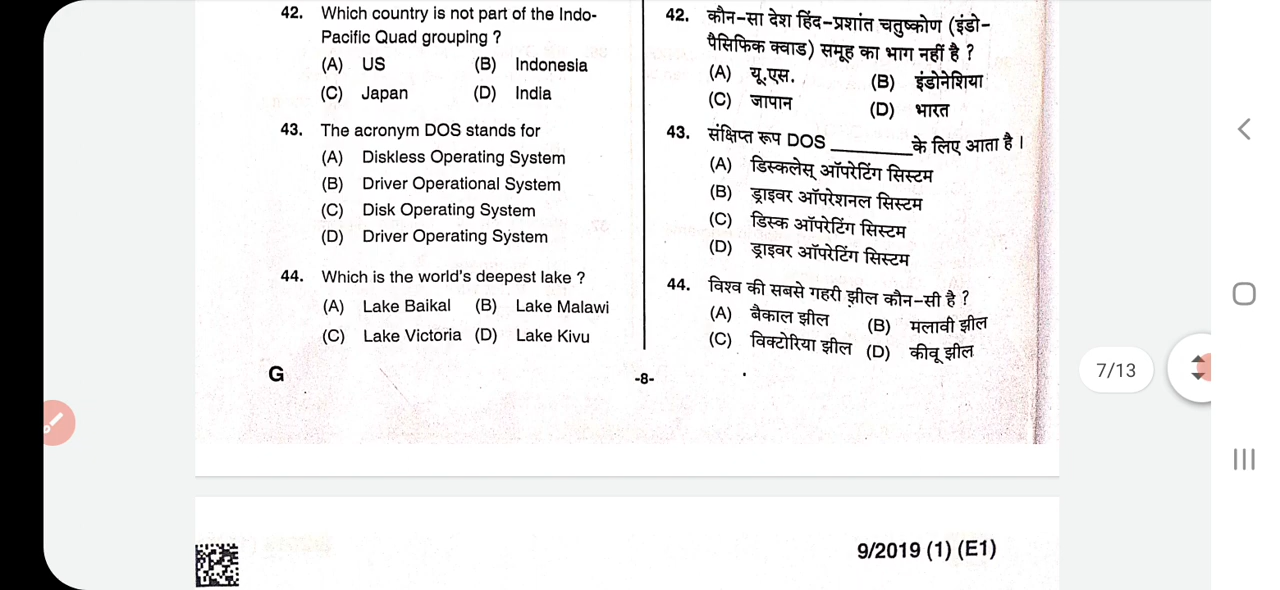 42. Which country is not part of the Indo-
Pacific Quad grouping ?
(A) US (B) Indonesia
(C) Japan (D) India
43. The acronym DOS stands for
(A) Diskless Operating System
(B) Driver Operational System
(C) Disk Operating System
(D) Driver Operating System
44. Which is the world's deepest lake ?
(A) Lake Baikal (B) Lake Malawi
(C) Lake Victoria (D) Lake Kivu
42. कौन-सा देश हिंद-प्रशांत चतुष्कोण (इंडो-
पैसिफिक क्वाड) समूह का भाग नहीं है ?
(A) यू.एस. (B) इंडोनेशिया
(C) जापान (D) भारत
43. संक्षिप्त रूप DOS ________ के लिए आता है ।
(A) डिस्कलेस् ऑपरेटिंग सिस्टम
(B) ड्राइवर ऑपरेशनल सिस्टम
(C) डिस्क ऑपरेटिंग सिस्टम
(D) ड्राइवर ऑपरेटिंग सिस्टम
44. विश्व की सबसे गहरी झील कौन-सी है ?
(A) बैकाल झील (B) मलावी झील
(C) विक्टोरिया झील (D) कीवू झील
G
-8-
7/13
9/2019 (1) (E1)